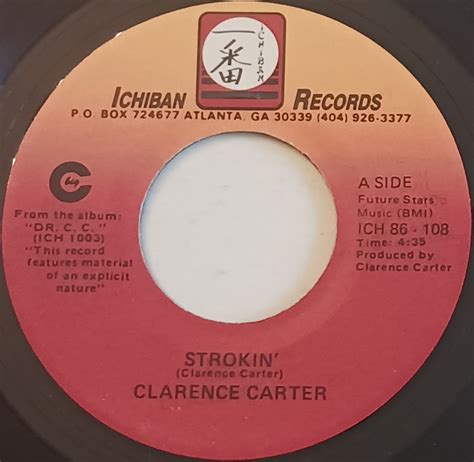 一番
ICHIBAN
ICHIBAN RECORDS
P.O. BOX 724677 ATLANTA, GA 30339 (404) 926-3377
C big
From the album:
"DR. C. C."
(ICH 1003)
"This record
features material
of an explicit
nature"
A SIDE
Future Stars
Music (BMI)
ICH 86 - 108
Time: 4:35
Produced by
Clarence Carter
STROKIN'
(Clarence Carter)
CLARENCE CARTER